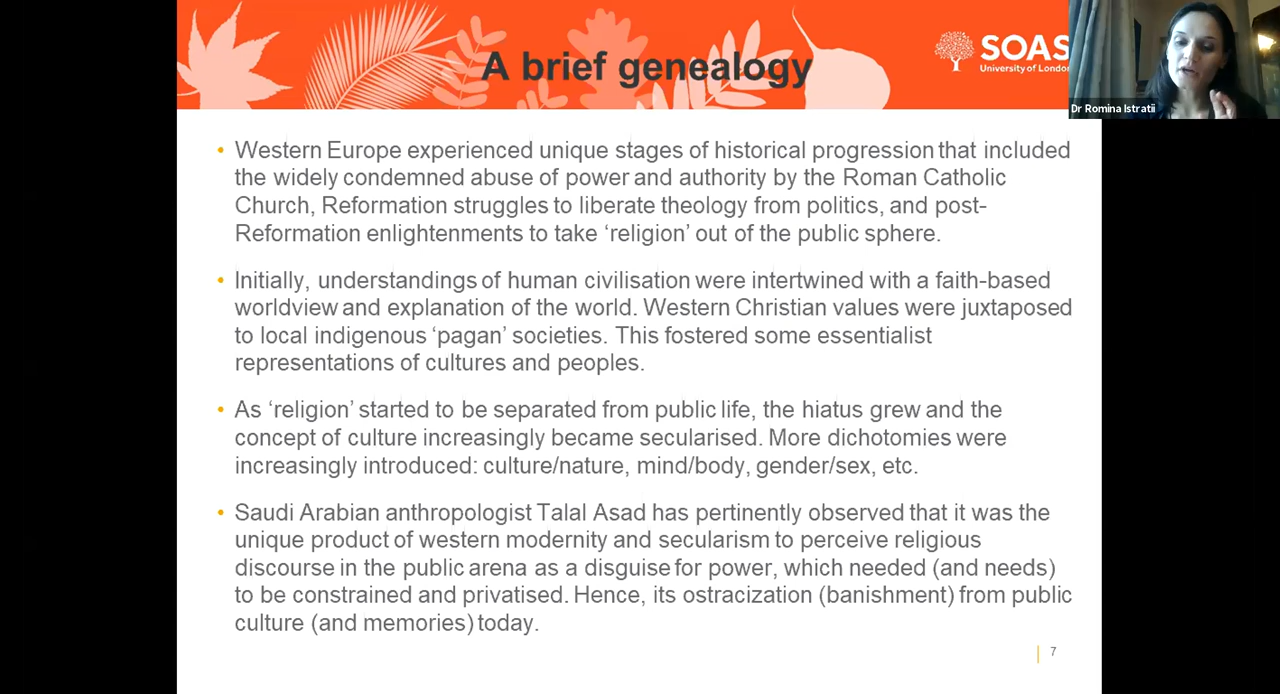 A brief genealogy
SOAS
University of London
Dr Romina Istratii
• Western Europe experienced unique stages of historical progression that included
the widely condemned abuse of power and authority by the Roman Catholic
Church, Reformation struggles to liberate theology from politics, and post-
Reformation enlightenments to take ‘religion’ out of the public sphere.
• Initially, understandings of human civilisation were intertwined with a faith-based
worldview and explanation of the world. Western Christian values were juxtaposed
to local indigenous ‘pagan’ societies. This fostered some essentialist
representations of cultures and peoples.
• As ‘religion’ started to be separated from public life, the hiatus grew and the
concept of culture increasingly became secularised. More dichotomies were
increasingly introduced: culture/nature, mind/body, gender/sex, etc.
• Saudi Arabian anthropologist Talal Asad has pertinently observed that it was the
unique product of western modernity and secularism to perceive religious
discourse in the public arena as a disguise for power, which needed (and needs)
to be constrained and privatised. Hence, its ostracization (banishment) from public
culture (and memories) today.
7